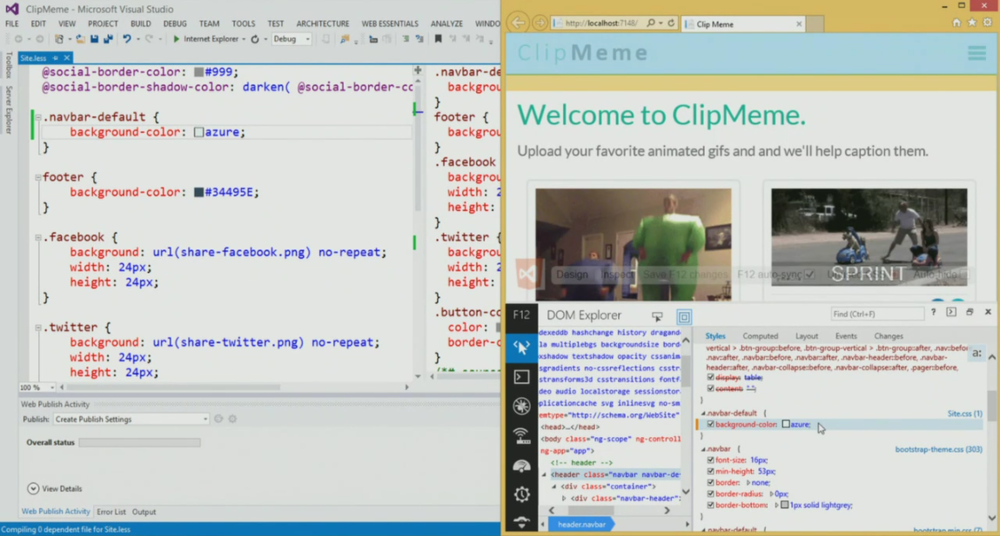 ClipMeme - Microsoft Visual Studio
FILE EDIT VIEW PROJECT BUILD DEBUG TEAM TOOLS TEST ARCHITECTURE WEB ESSENTIALS ANALYZE WINDO
Internet Explorer Debug
Toolbox
Server Explorer
Site.less
@social-border-color: #999;
@social-border-shadow-color: darken( @social-border-co
.navbar-default {
background-color: azure;
}
footer {
background-color: #34495E;
}
.facebook {
background: url(share-facebook.png) no-repeat;
width: 24px;
height: 24px;
}
.twitter {
background: url(share-twitter.png) no-repeat;
width: 24px;
height: 24px;
100 %
.navbar-de
backgrou
}
footer {
backgrou
}
.facebook
backgrou
width: 2
height:
}
.twitter {
backgrou
width: 2
height:
}
.button-co
color:
border-c
}
Web Publish Activity
Publish: Create Publish Settings
Overall status
View Details
Web Publish Activity Error List Output
Compiling 0 dependent file for Site.less
http://localhost:7148/
Clip Meme
ClipMeme
Welcome to ClipMeme.
Upload your favorite animated gifs and and we'll help caption them.
SPRINT
Design Inspect Save F12 changes F12 auto-sync Auto-hide
F12 DOM Explorer
Find (Ctrl+F)
?
dexeddb hashchange history dragand
la multiplebgs backgroundsize bord
xshadow textshadow opacity cssanim
sgradients no-cssreflections csstr
stransforms3d csstransitions fontf
deo audio localstorage sessionstor
plicationcache svg inlinesvg no-sm
emtype="http://schema.org/WebSite"
<head>…</head>
<body class="ng-scope" ng-controll
ng-app="app">
<!-- header -->
<header class="navbar navbar-de
<div class="container">
<div class="navbar-header"
header.navbar
Styles Computed Layout Events Changes
a:
vertical > .btn-group::before, .btn-group-vertical > .btn-group::after, .nav::before,
.nav::after, .navbar::before, .navbar::after, .navbar-header::before, .navbar-
header::after, .navbar-collapse::before, .navbar-collapse::after, .pager::before,
display: table;
content: " ";
}
.navbar-default { Site.css (1)
background-color: azure;
}
.navbar { bootstrap-theme.css (303)
font-size: 16px;
min-height: 53px;
border: none;
border-radius: 0px;
border-bottom: 1px solid lightgrey;
}
.navbar-default { bootstrap.min.css (6)